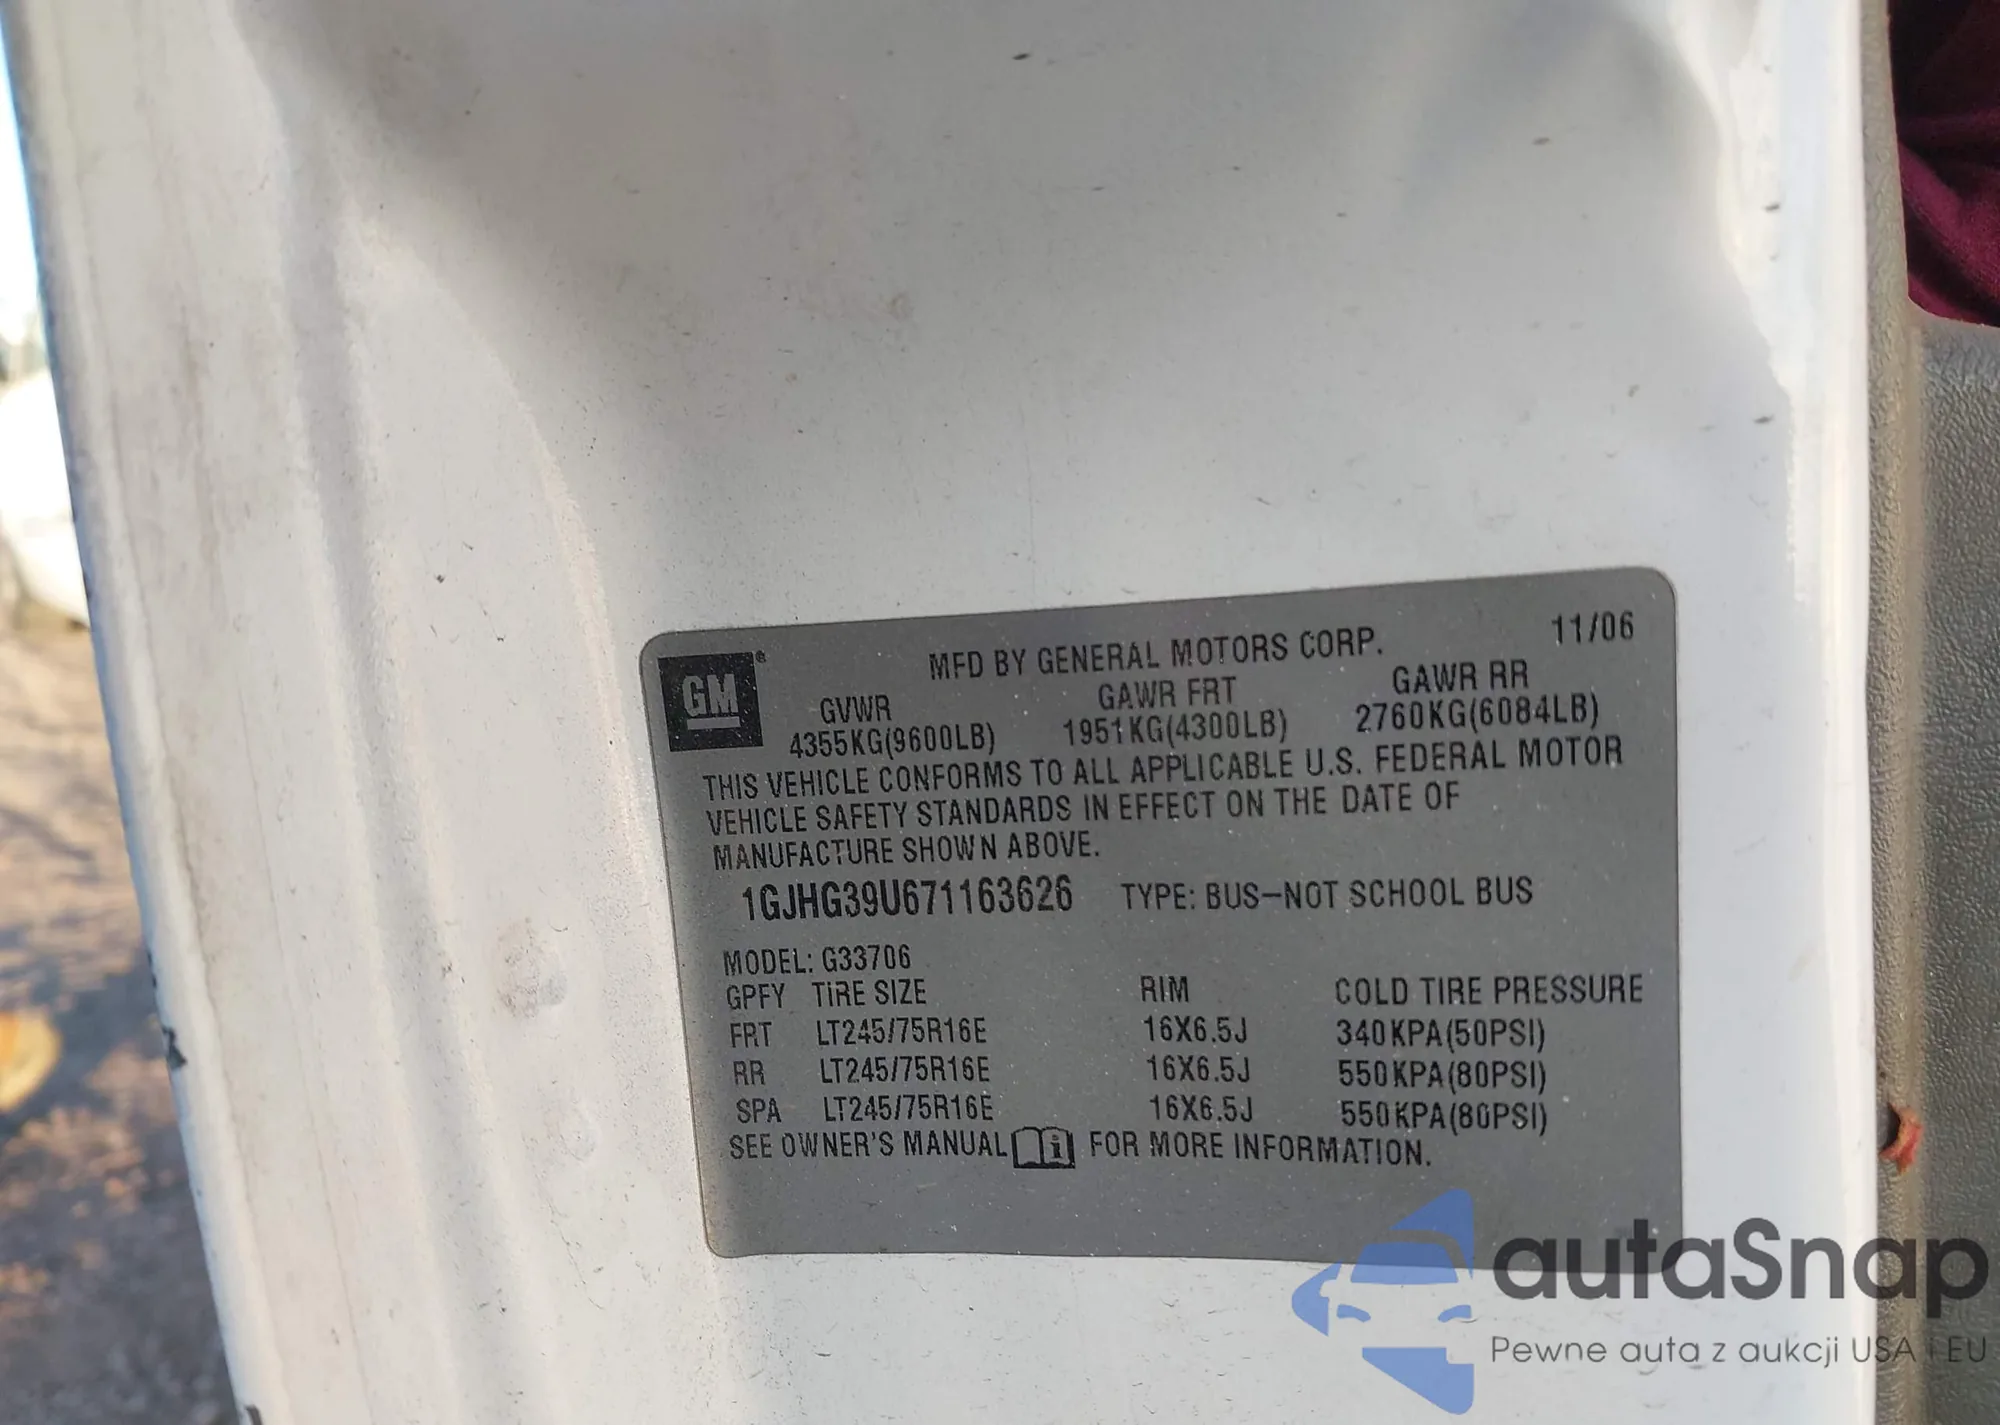 GM®
MFD BY GENERAL MOTORS CORP. 11/06
GVWR GAWR FRT GAWR RR
4355KG(9600LB) 1951KG(4300LB) 2760KG(6084LB)
THIS VEHICLE CONFORMS TO ALL APPLICABLE U.S. FEDERAL MOTOR
VEHICLE SAFETY STANDARDS IN EFFECT ON THE DATE OF
MANUFACTURE SHOWN ABOVE.
1GJHG39U671163626 TYPE: BUS-NOT SCHOOL BUS
MODEL: G33706
GPFY TIRE SIZE RIM COLD TIRE PRESSURE
FRT LT245/75R16E 16X6.5J 340KPA(50PSI)
RR LT245/75R16E 16X6.5J 550KPA(80PSI)
SPA LT245/75R16E 16X6.5J 550KPA(80PSI)
SEE OWNER'S MANUAL FOR MORE INFORMATION.
autaSnap
Pewne auta z aukcji USA i EU